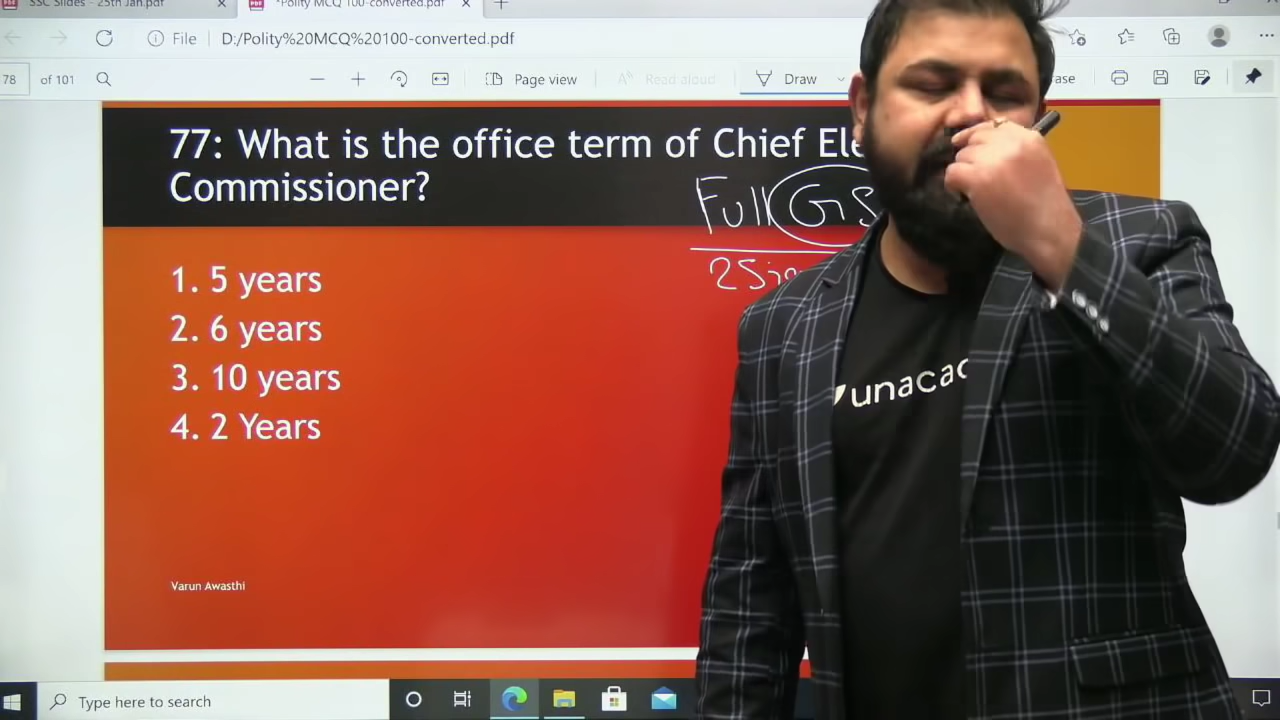 SSC Slides - 25th Jan.pdf
*Polity MCQ 100-converted.pdf
File D:/Polity%20MCQ%20100-converted.pdf
78 of 101
Page view
Read aloud
Draw
77: What is the office term of Chief
Commissioner?
Full GS
1. 5 years
2. 6 years
3. 10 years
4. 2 Years
unacad
Varun Awasthi
Type here to search